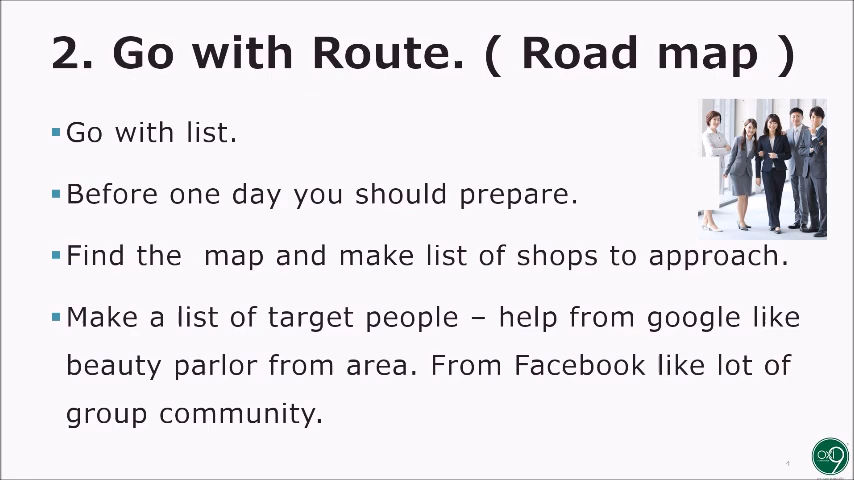 2. Go with Route. ( Road map )
Go with list.
Before one day you should prepare.
Find the map and make list of shops to approach.
Make a list of target people – help from google like
beauty parlor from area. From Facebook like lot of
group community.
4